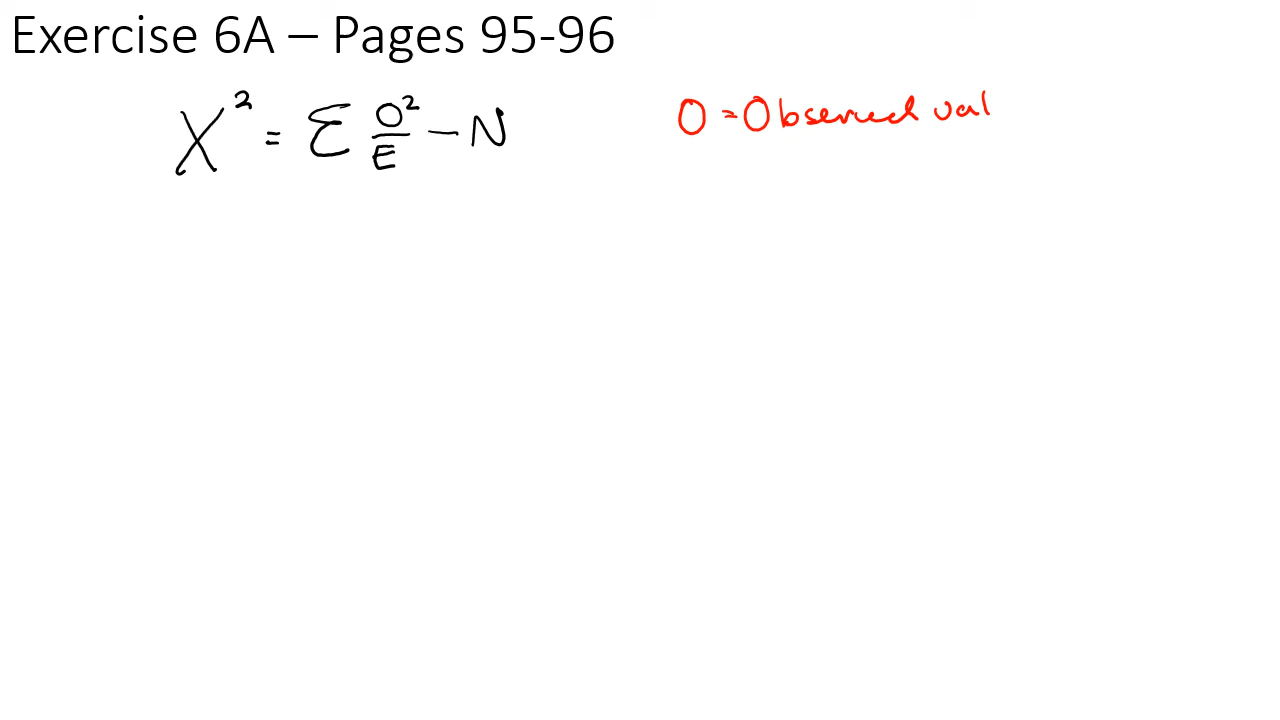 Exercise 6A – Pages 95-96
X² = Σ O²/E – N
O = Observed val